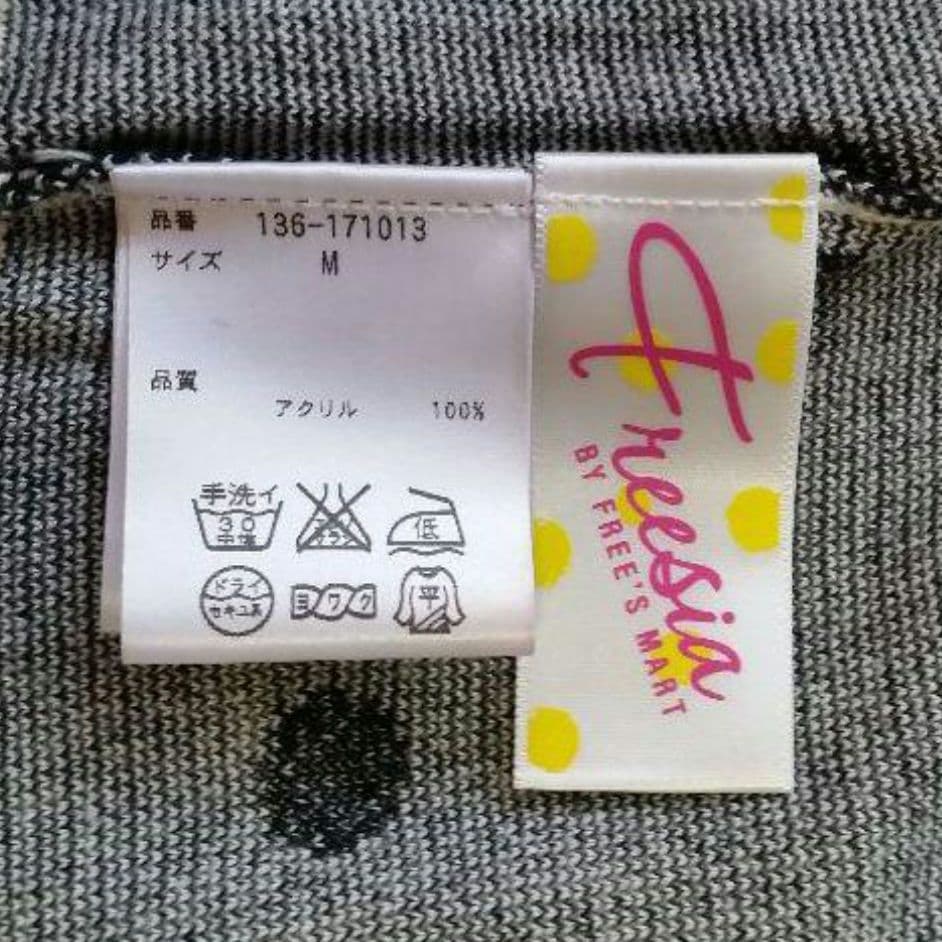 品番 136-171013
サイズ M
品質
アクリル 100%
手洗イ
30
中性
低
ドライ
セキユ系
ヨワク
平
Freesia
BY FREE'S MART